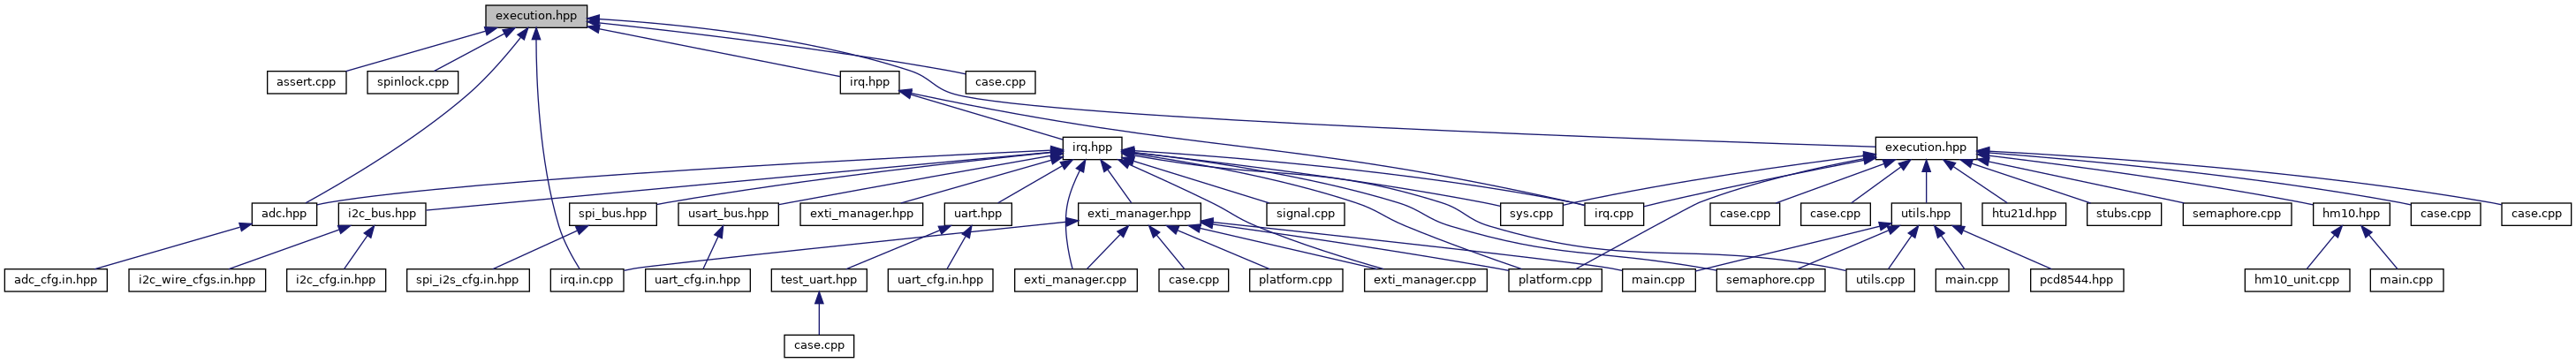 execution.hpp
assert.cpp
spinlock.cpp
irq.hpp
case.cpp
irq.hpp
execution.hpp
adc.hpp
i2c_bus.hpp
spi_bus.hpp
usart_bus.hpp
exti_manager.hpp
uart.hpp
exti_manager.hpp
signal.cpp
sys.cpp
irq.cpp
case.cpp
case.cpp
utils.hpp
htu21d.hpp
stubs.cpp
semaphore.cpp
hm10.hpp
case.cpp
case.cpp
adc_cfg.in.hpp
i2c_wire_cfgs.in.hpp
i2c_cfg.in.hpp
spi_i2s_cfg.in.hpp
irq.in.cpp
uart_cfg.in.hpp
test_uart.hpp
uart_cfg.in.hpp
exti_manager.cpp
case.cpp
platform.cpp
exti_manager.cpp
platform.cpp
main.cpp
semaphore.cpp
utils.cpp
main.cpp
pcd8544.hpp
hm10_unit.cpp
main.cpp
case.cpp